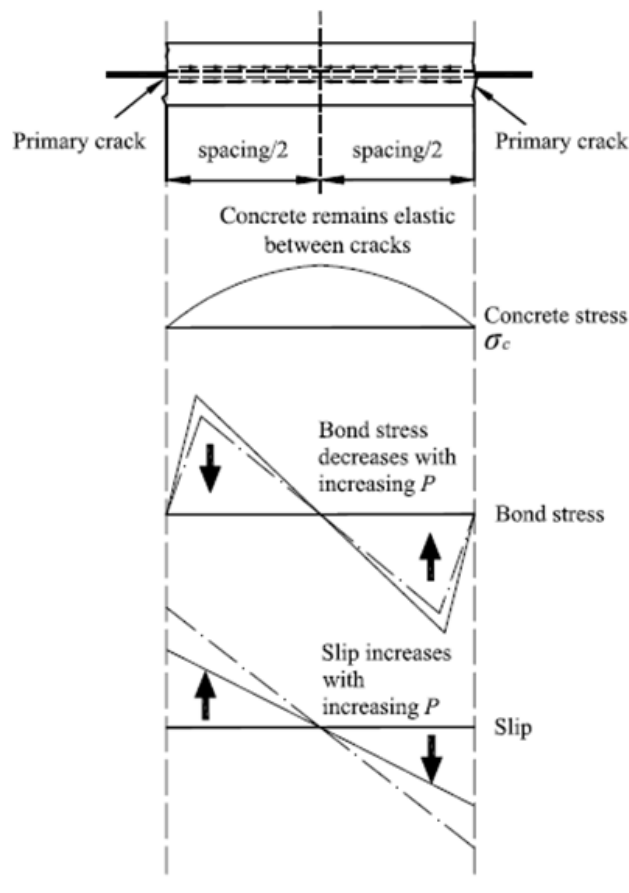 Primary crack
Primary crack
spacing/2
spacing/2
Concrete remains elastic
between cracks
Concrete stress
σc
Bond stress
decreases with
increasing P
Bond stress
Slip increases
with
increasing P
Slip